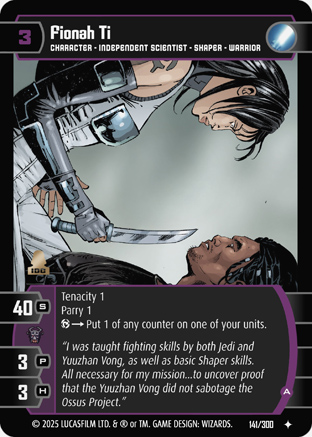 3
Fionah Ti
CHARACTER - INDEPENDENT SCIENTIST - SHAPER - WARRIOR
100
40 S
3 P
3 H
Tenacity 1
Parry 1
→ Put 1 of any counter on one of your units.
"I was taught fighting skills by both Jedi and
Yuuzhan Vong, as well as basic Shaper skills.
All necessary for my mission...to uncover proof
that the Yuuzhan Vong did not sabotage the
Ossus Project."
A
© 2025 LUCASFILM LTD. & ® or TM. GAME DESIGN: WIZARDS.
141/300